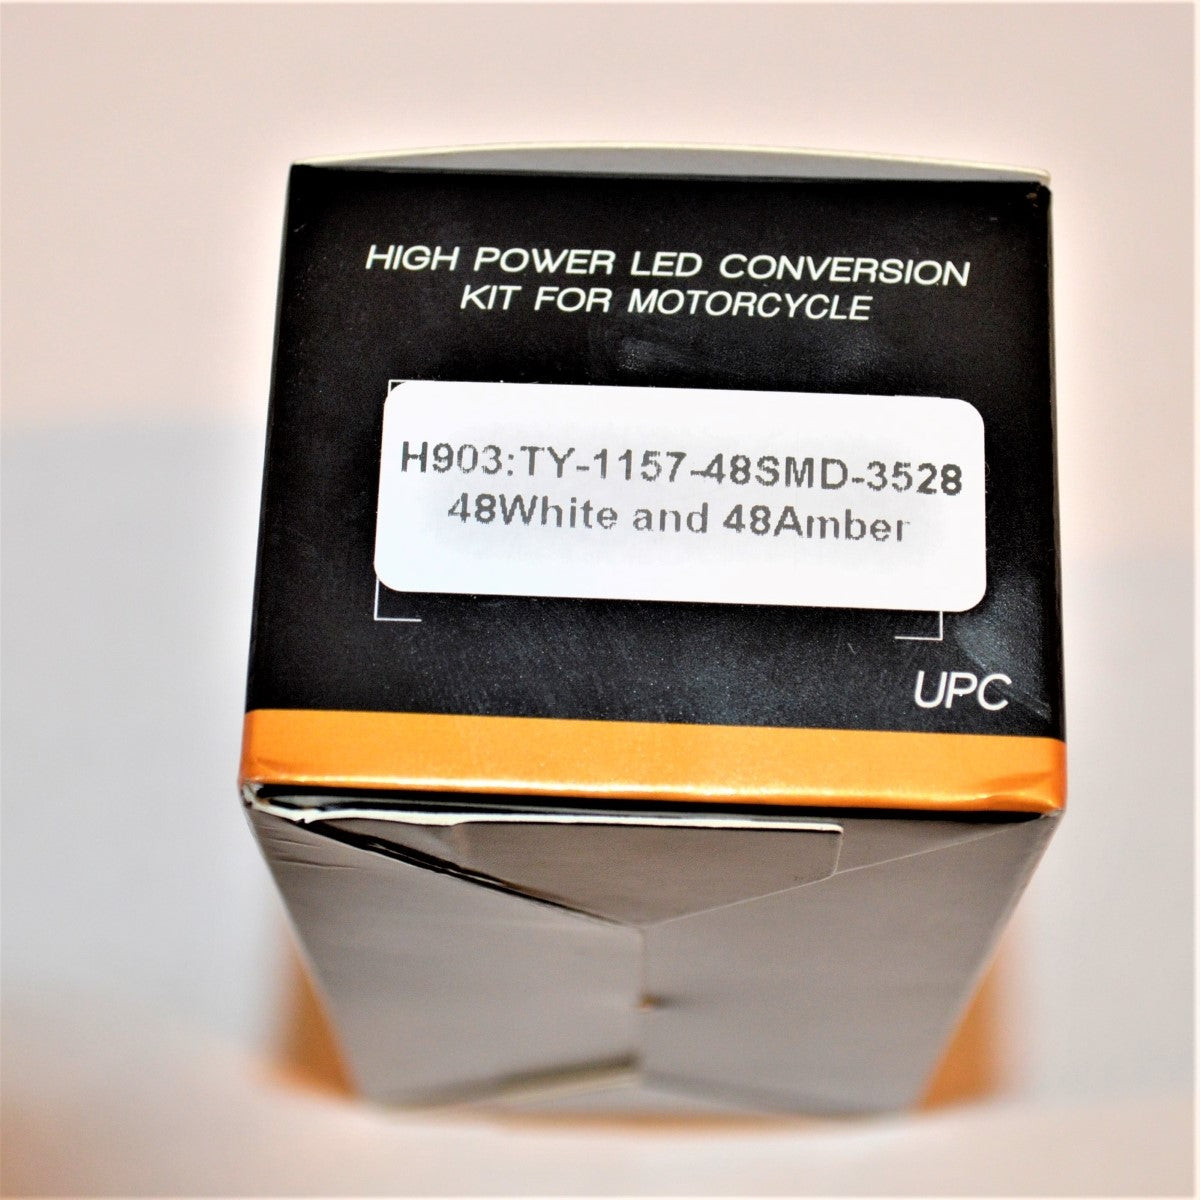 HIGH POWER LED CONVERSION
KIT FOR MOTORCYCLE
H903:TY-1157-48SMD-3528
48White and 48Amber
UPC